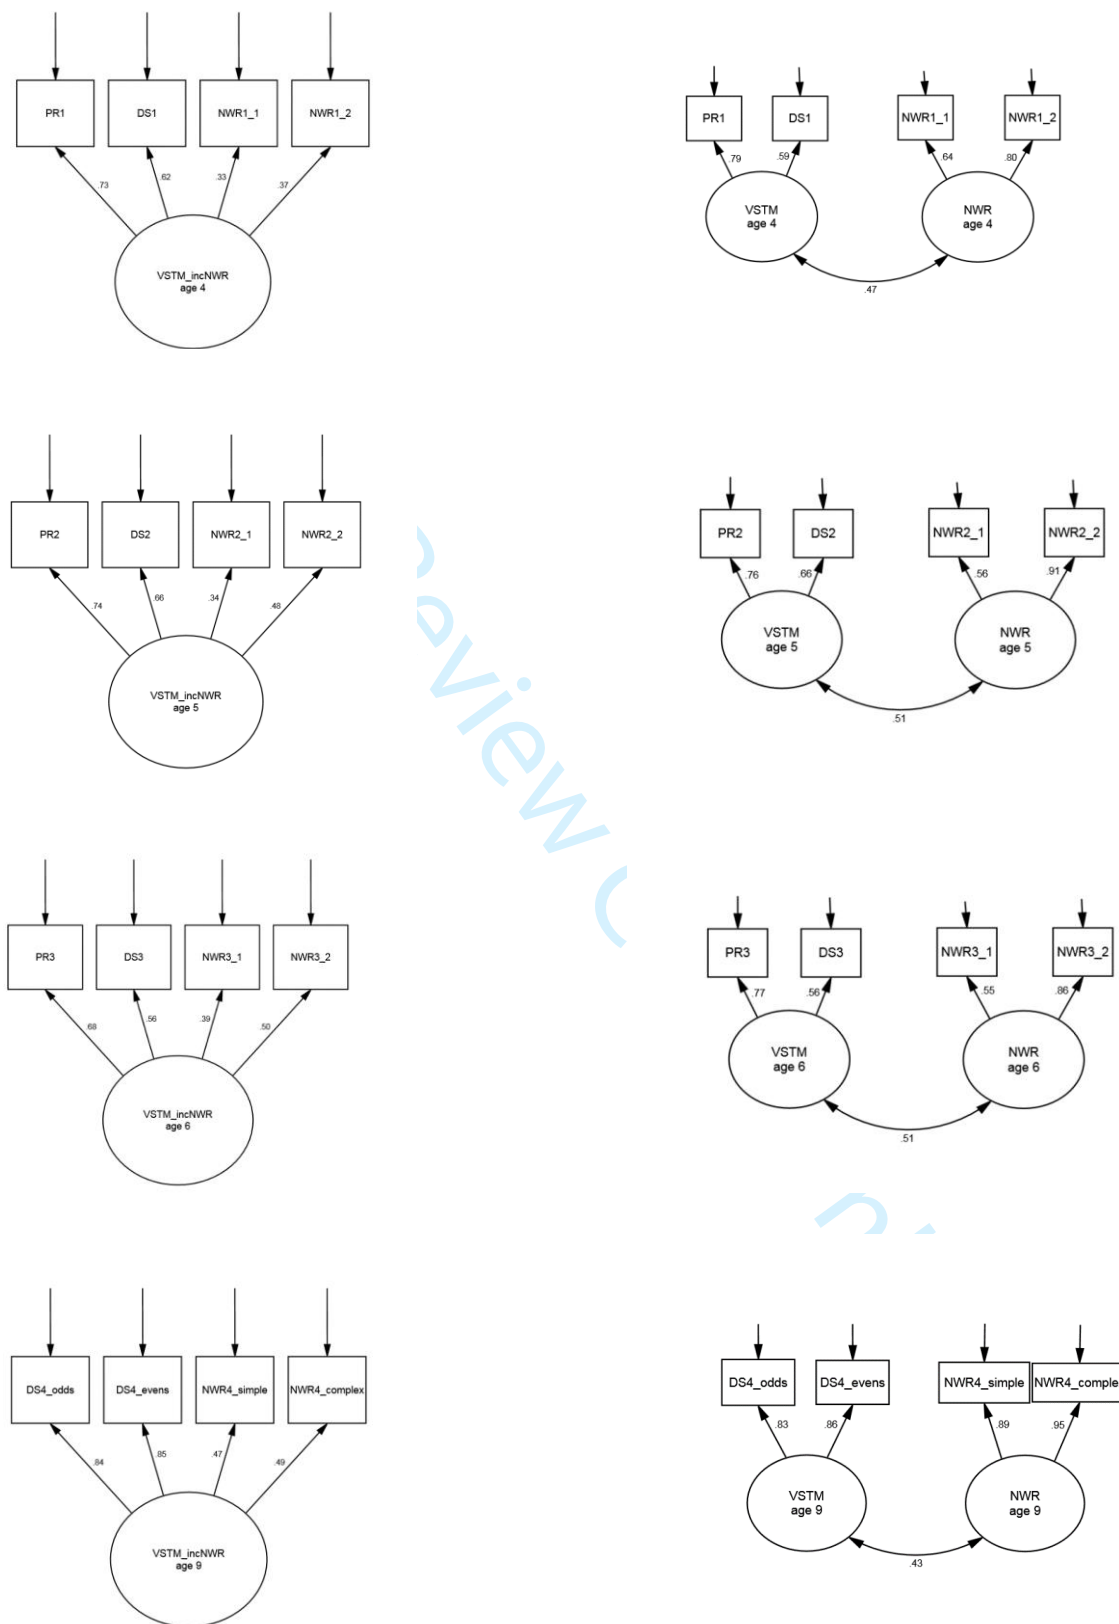 PR1 DS1 NWR1_1 NWR1_2
.73 .62 .33 .37
VSTM_incNWR
age 4
PR1 DS1 NWR1_1 NWR1_2
.79 .59 .64 .80
VSTM NWR
age 4 age 4
.47
PR2 DS2 NWR2_1 NWR2_2
.74 .66 .34 .48
VSTM_incNWR
age 5
PR2 DS2 NWR2_1 NWR2_2
.76 .66 .56 .91
VSTM NWR
age 5 age 5
.51
eview
PR3 DS3 NWR3_1 NWR3_2
.68 .56 .39 .50
VSTM_incNWR
age 6
PR3 DS3 NWR3_1 NWR3_2
.77 .56 .55 .86
VSTM NWR
age 6 age 6
.51
DS4_odds DS4_evens NWR4_simple NWR4_complex
.84 .85 .47 .49
VSTM_incNWR
age 9
DS4_odds DS4_evens NWR4_simple NWR4_comple
.83 .86 .89 .95
VSTM NWR
age 9 age 9
.43